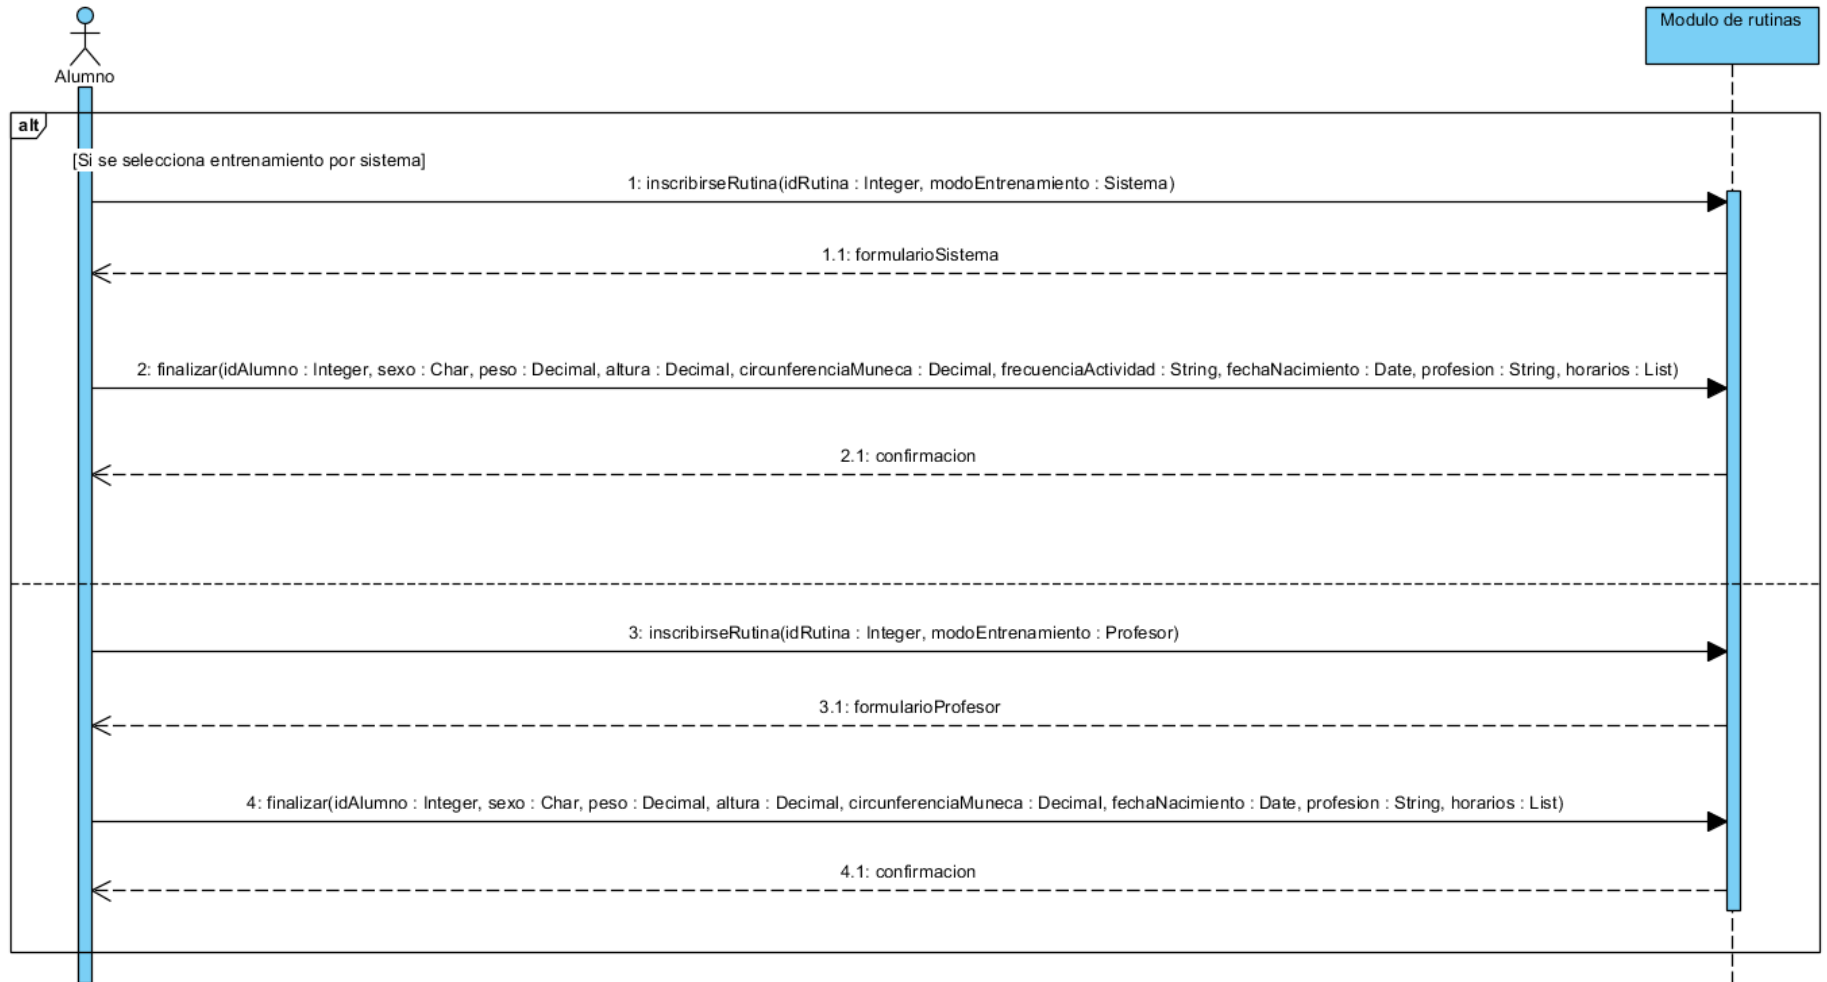 Alumno
Modulo de rutinas
alt
[Si se selecciona entrenamiento por sistema]
1: inscribirseRutina(idRutina : Integer, modoEntrenamiento : Sistema)
1.1: formularioSistema
2: finalizar(idAlumno : Integer, sexo : Char, peso : Decimal, altura : Decimal, circunferenciaMuneca : Decimal, frecuenciaActividad : String, fechaNacimiento : Date, profesion : String, horarios : List)
2.1: confirmacion
3: inscribirseRutina(idRutina : Integer, modoEntrenamiento : Profesor)
3.1: formularioProfesor
4: finalizar(idAlumno : Integer, sexo : Char, peso : Decimal, altura : Decimal, circunferenciaMuneca : Decimal, fechaNacimiento : Date, profesion : String, horarios : List)
4.1: confirmacion